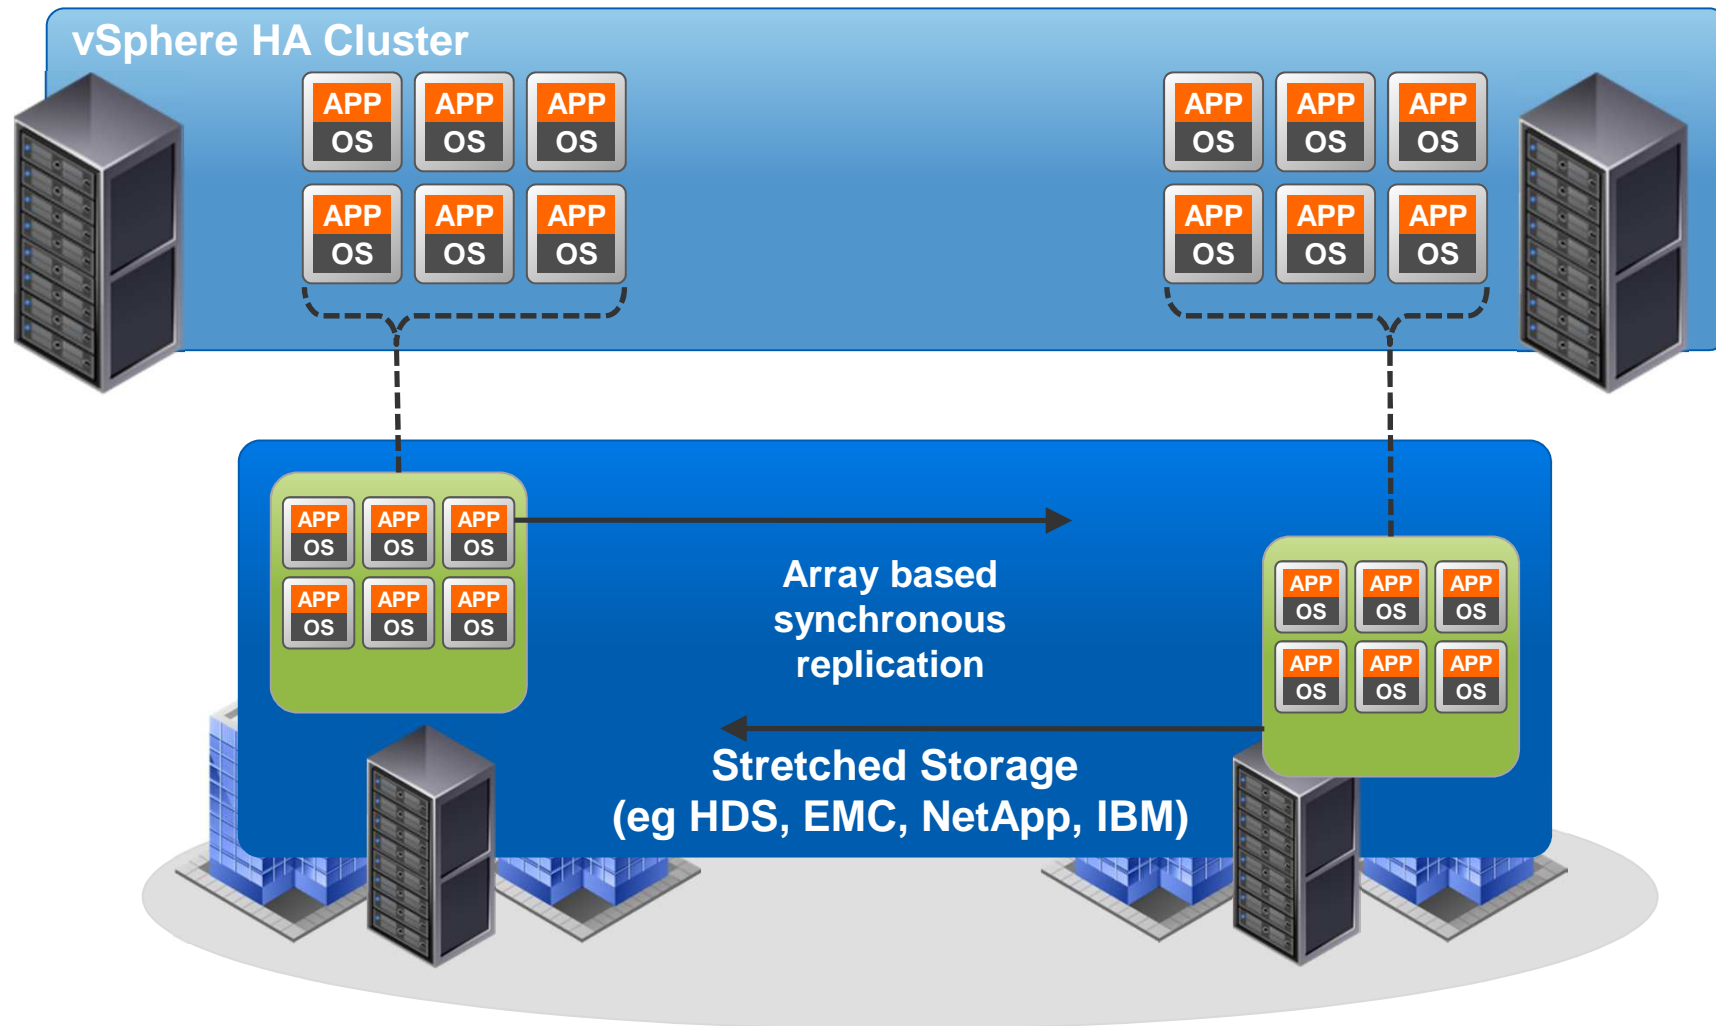 vSphere HA Cluster
APP APP APP APP APP APP
OS OS OS OS OS OS
APP APP APP APP APP APP
OS OS OS OS OS OS
APP APP APP
OS OS OS
APP APP APP
OS OS OS
Array based
synchronous
replication
APP APP APP
OS OS OS
APP APP APP
OS OS OS
Stretched Storage
(eg HDS, EMC, NetApp, IBM)